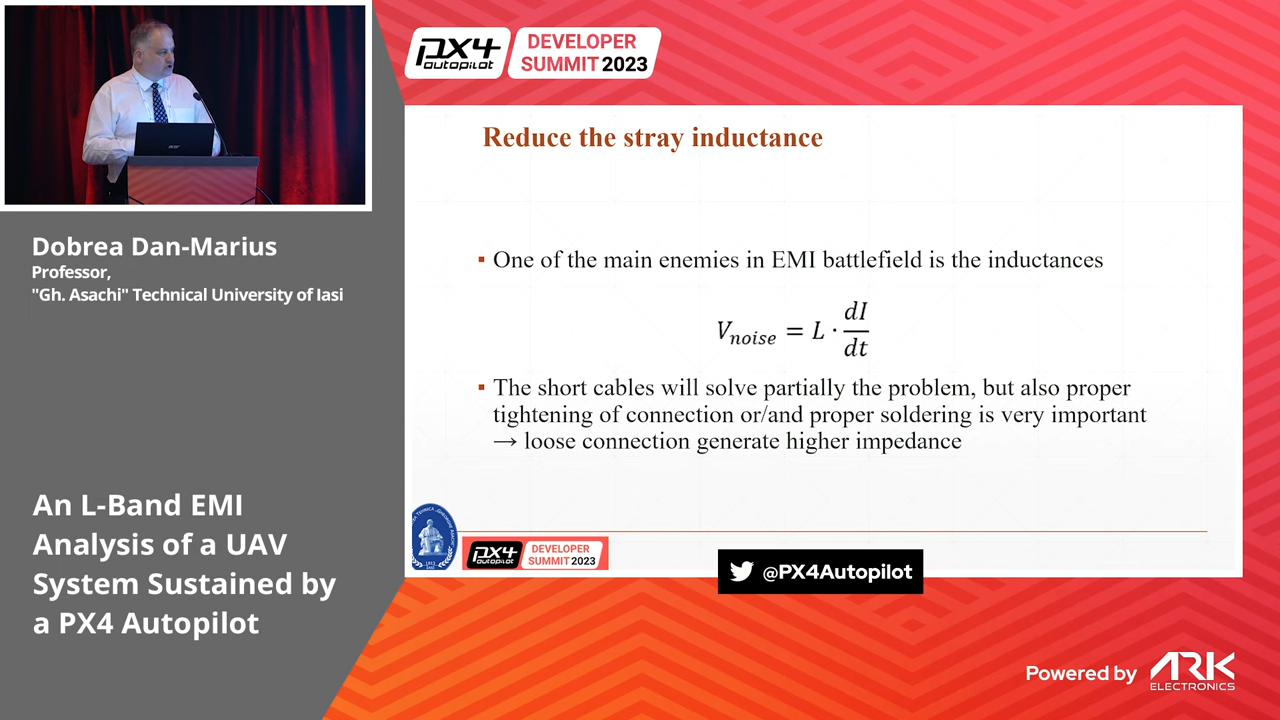 PX4 autopilot
DEVELOPER
SUMMIT 2023
Dobrea Dan-Marius
Professor,
"Gh. Asachi" Technical University of Iasi
An L-Band EMI
Analysis of a UAV
System Sustained by
a PX4 Autopilot
Reduce the stray inductance
▪ One of the main enemies in EMI battlefield is the inductances
V_noise = L · dI/dt
▪ The short cables will solve partially the problem, but also proper
tightening of connection or/and proper soldering is very important
→ loose connection generate higher impedance
PX4 autopilot
DEVELOPER
SUMMIT 2023
@PX4Autopilot
Powered by ARK
ELECTRONICS